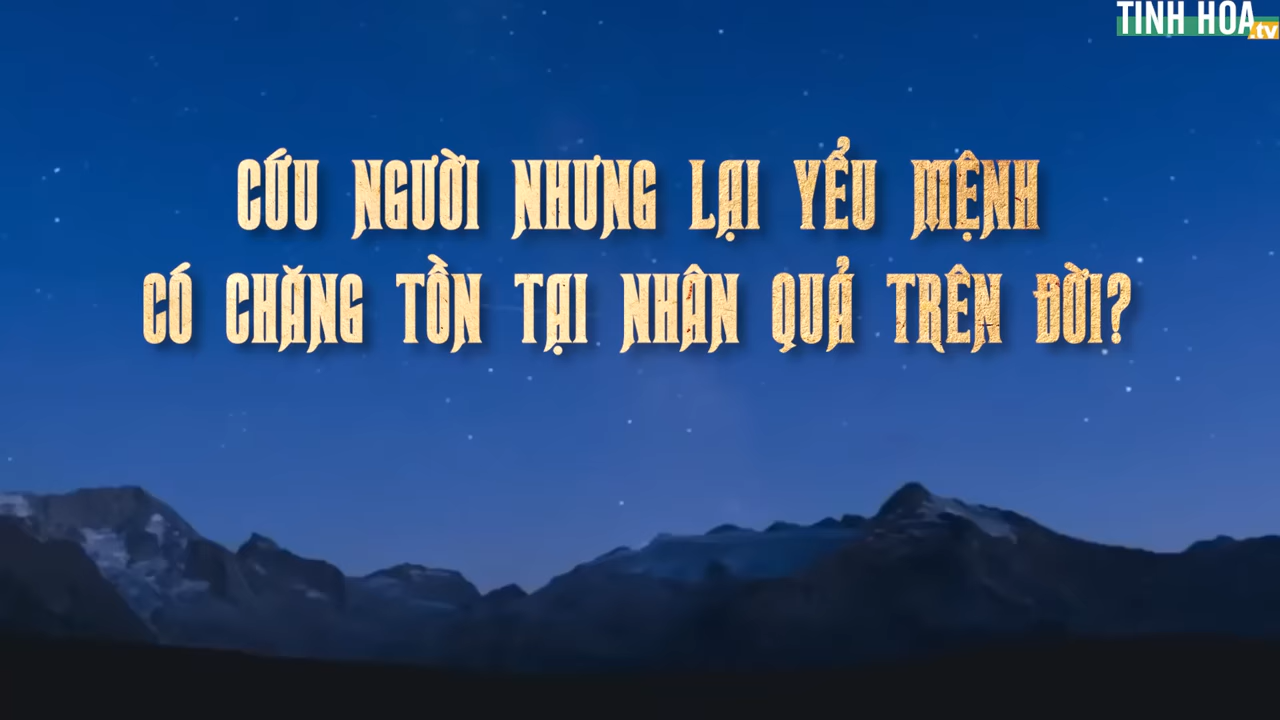 TINH HOA
.tv
CỨU NGƯỜI NHƯNG LẠI YỂU MỆNH
CÓ CHĂNG TỒN TẠI NHÂN QUẢ TRÊN ĐỜI?